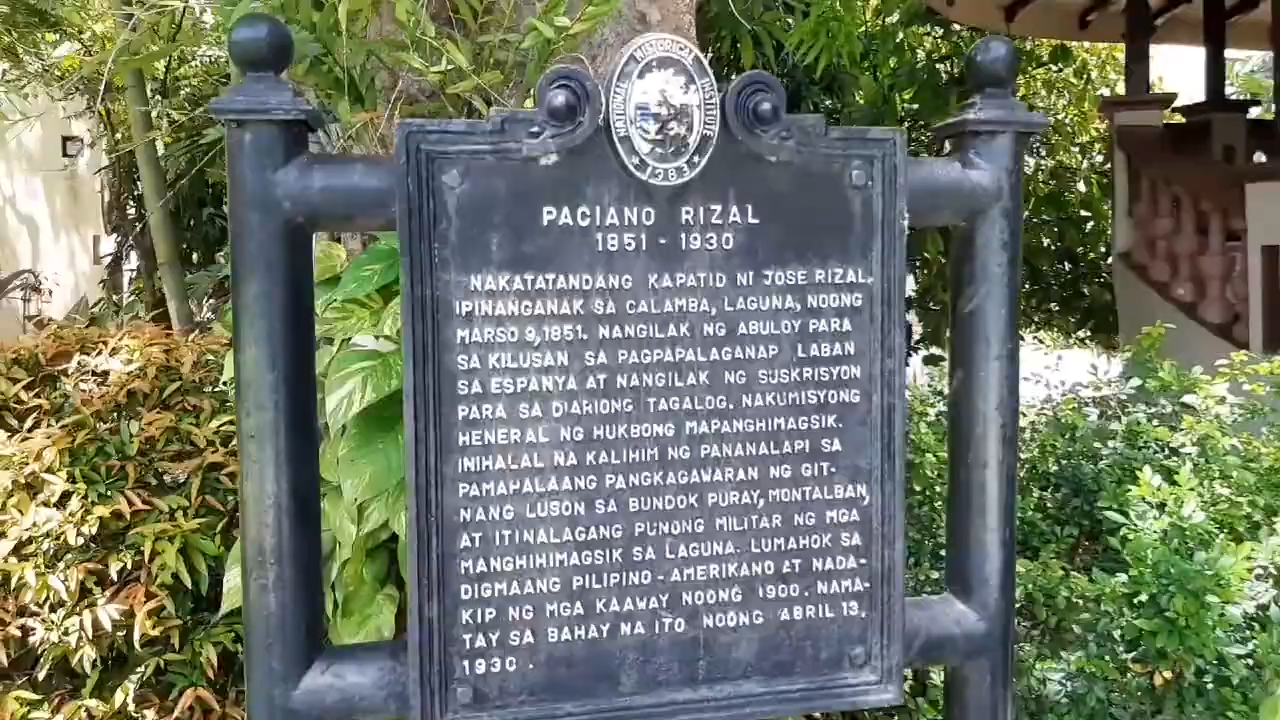 NATIONAL HISTORICAL INSTITUTE
1983
PACIANO RIZAL
1851 - 1930
NAKATATANDANG KAPATID NI JOSE RIZAL.
IPINANGANAK SA CALAMBA, LAGUNA, NOONG
MARSO 9,1851. NANGILAK NG ABULOY PARA
SA KILUSAN SA PAGPAPALAGANAP LABAN
SA ESPANYA AT NANGILAK NG SUSKRISYON
PARA SA DIARIONG TAGALOG. NAKUMISYONG
HENERAL NG HUKBONG MAPANGHIMAGSIK.
INIHALAL NA KALIHIM NG PANANALAPI SA
PAMAHALAANG PANGKAGAWARAN NG GIT-
NANG LUSON SA BUNDOK PURAY, MONTALBAN,
AT ITINALAGANG PUNONG MILITAR NG MGA
MANGHIHIMAGSIK SA LAGUNA. LUMAHOK SA
DIGMAANG PILIPINO - AMERIKANO AT NADA-
KIP NG MGA KAAWAY NOONG 1900. NAMA-
TAY SA BAHAY NA ITO NOONG ABRIL 13,
1930.